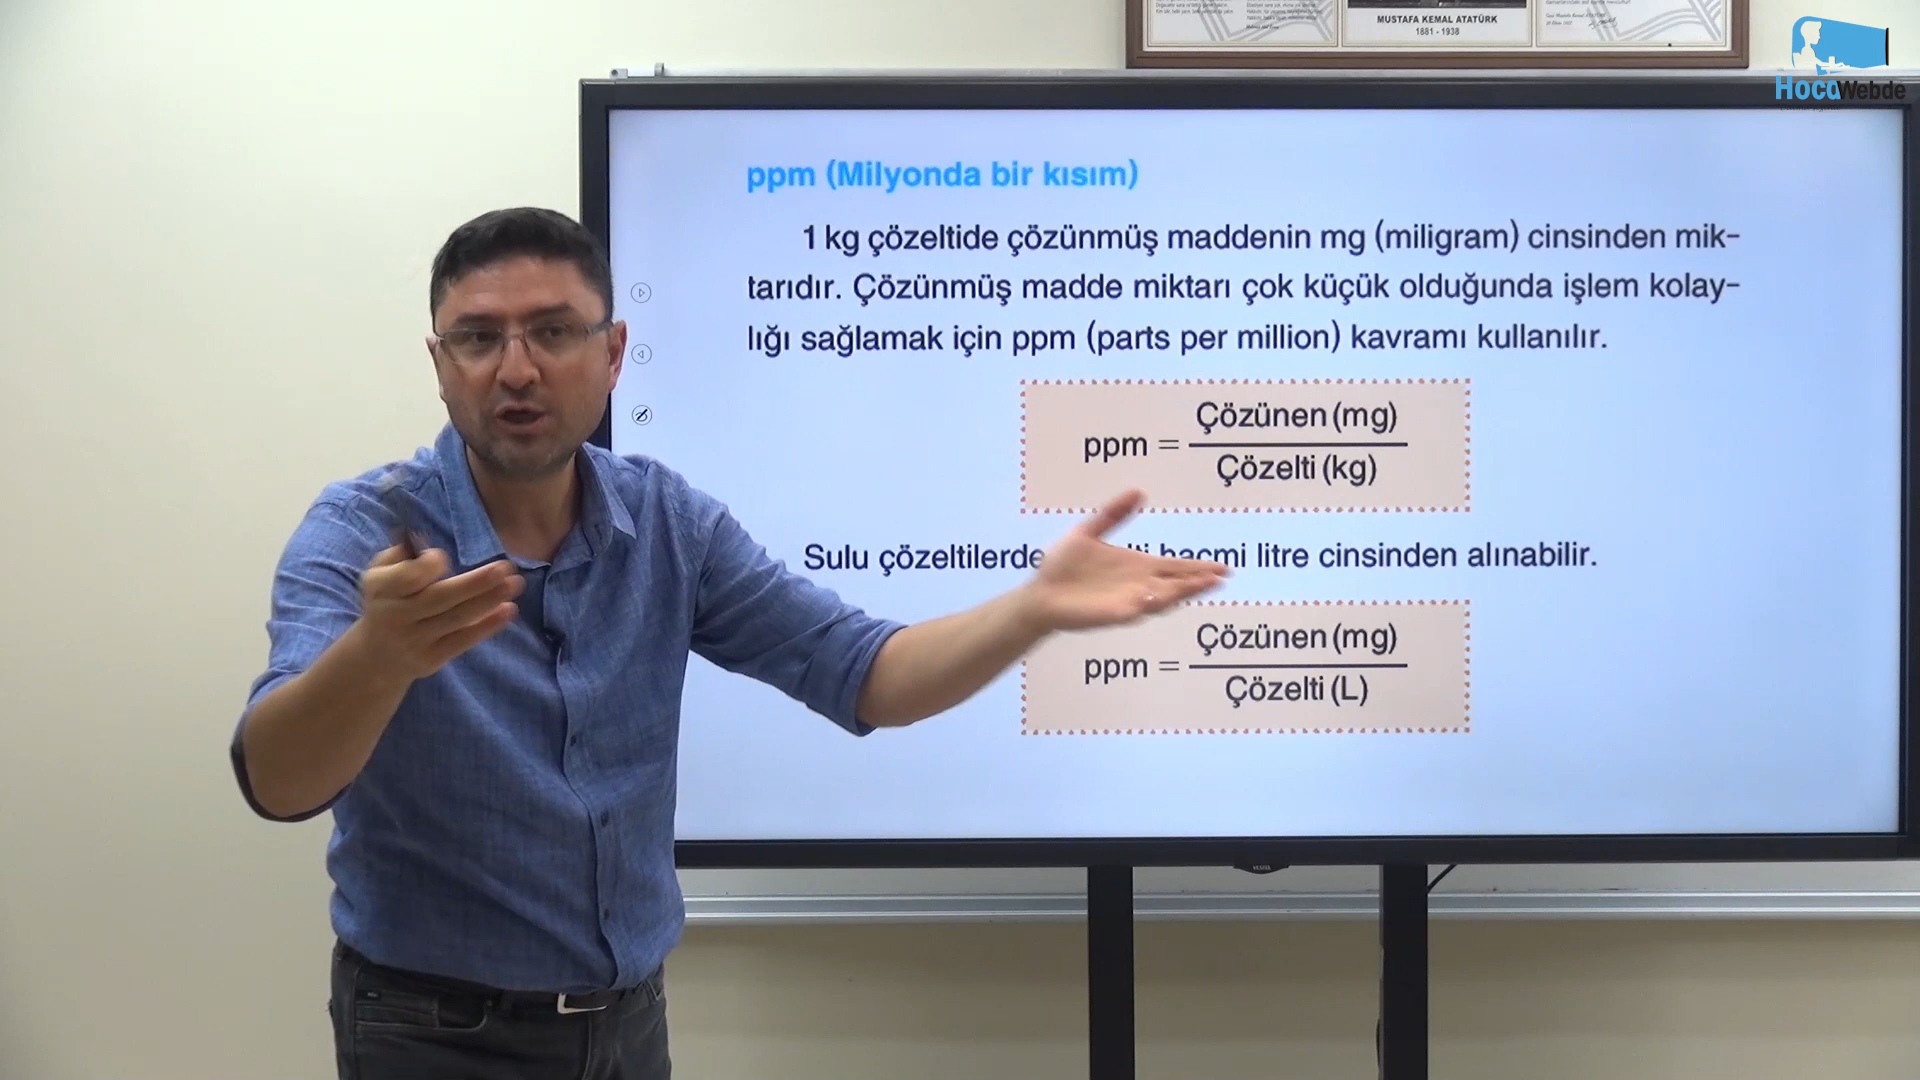 MUSTAFA KEMAL ATATÜRK
1881 - 1938
HocaWebde
ppm (Milyonda bir kısım)
1 kg çözeltide çözünmüş maddenin mg (miligram) cinsinden mik-
tarıdır. Çözünmüş madde miktarı çok küçük olduğunda işlem kolay-
lığı sağlamak için ppm (parts per million) kavramı kullanılır.
ppm = Çözünen (mg)
Çözelti (kg)
Sulu çözeltilerde hacmi litre cinsinden alınabilir.
ppm = Çözünen (mg)
Çözelti (L)